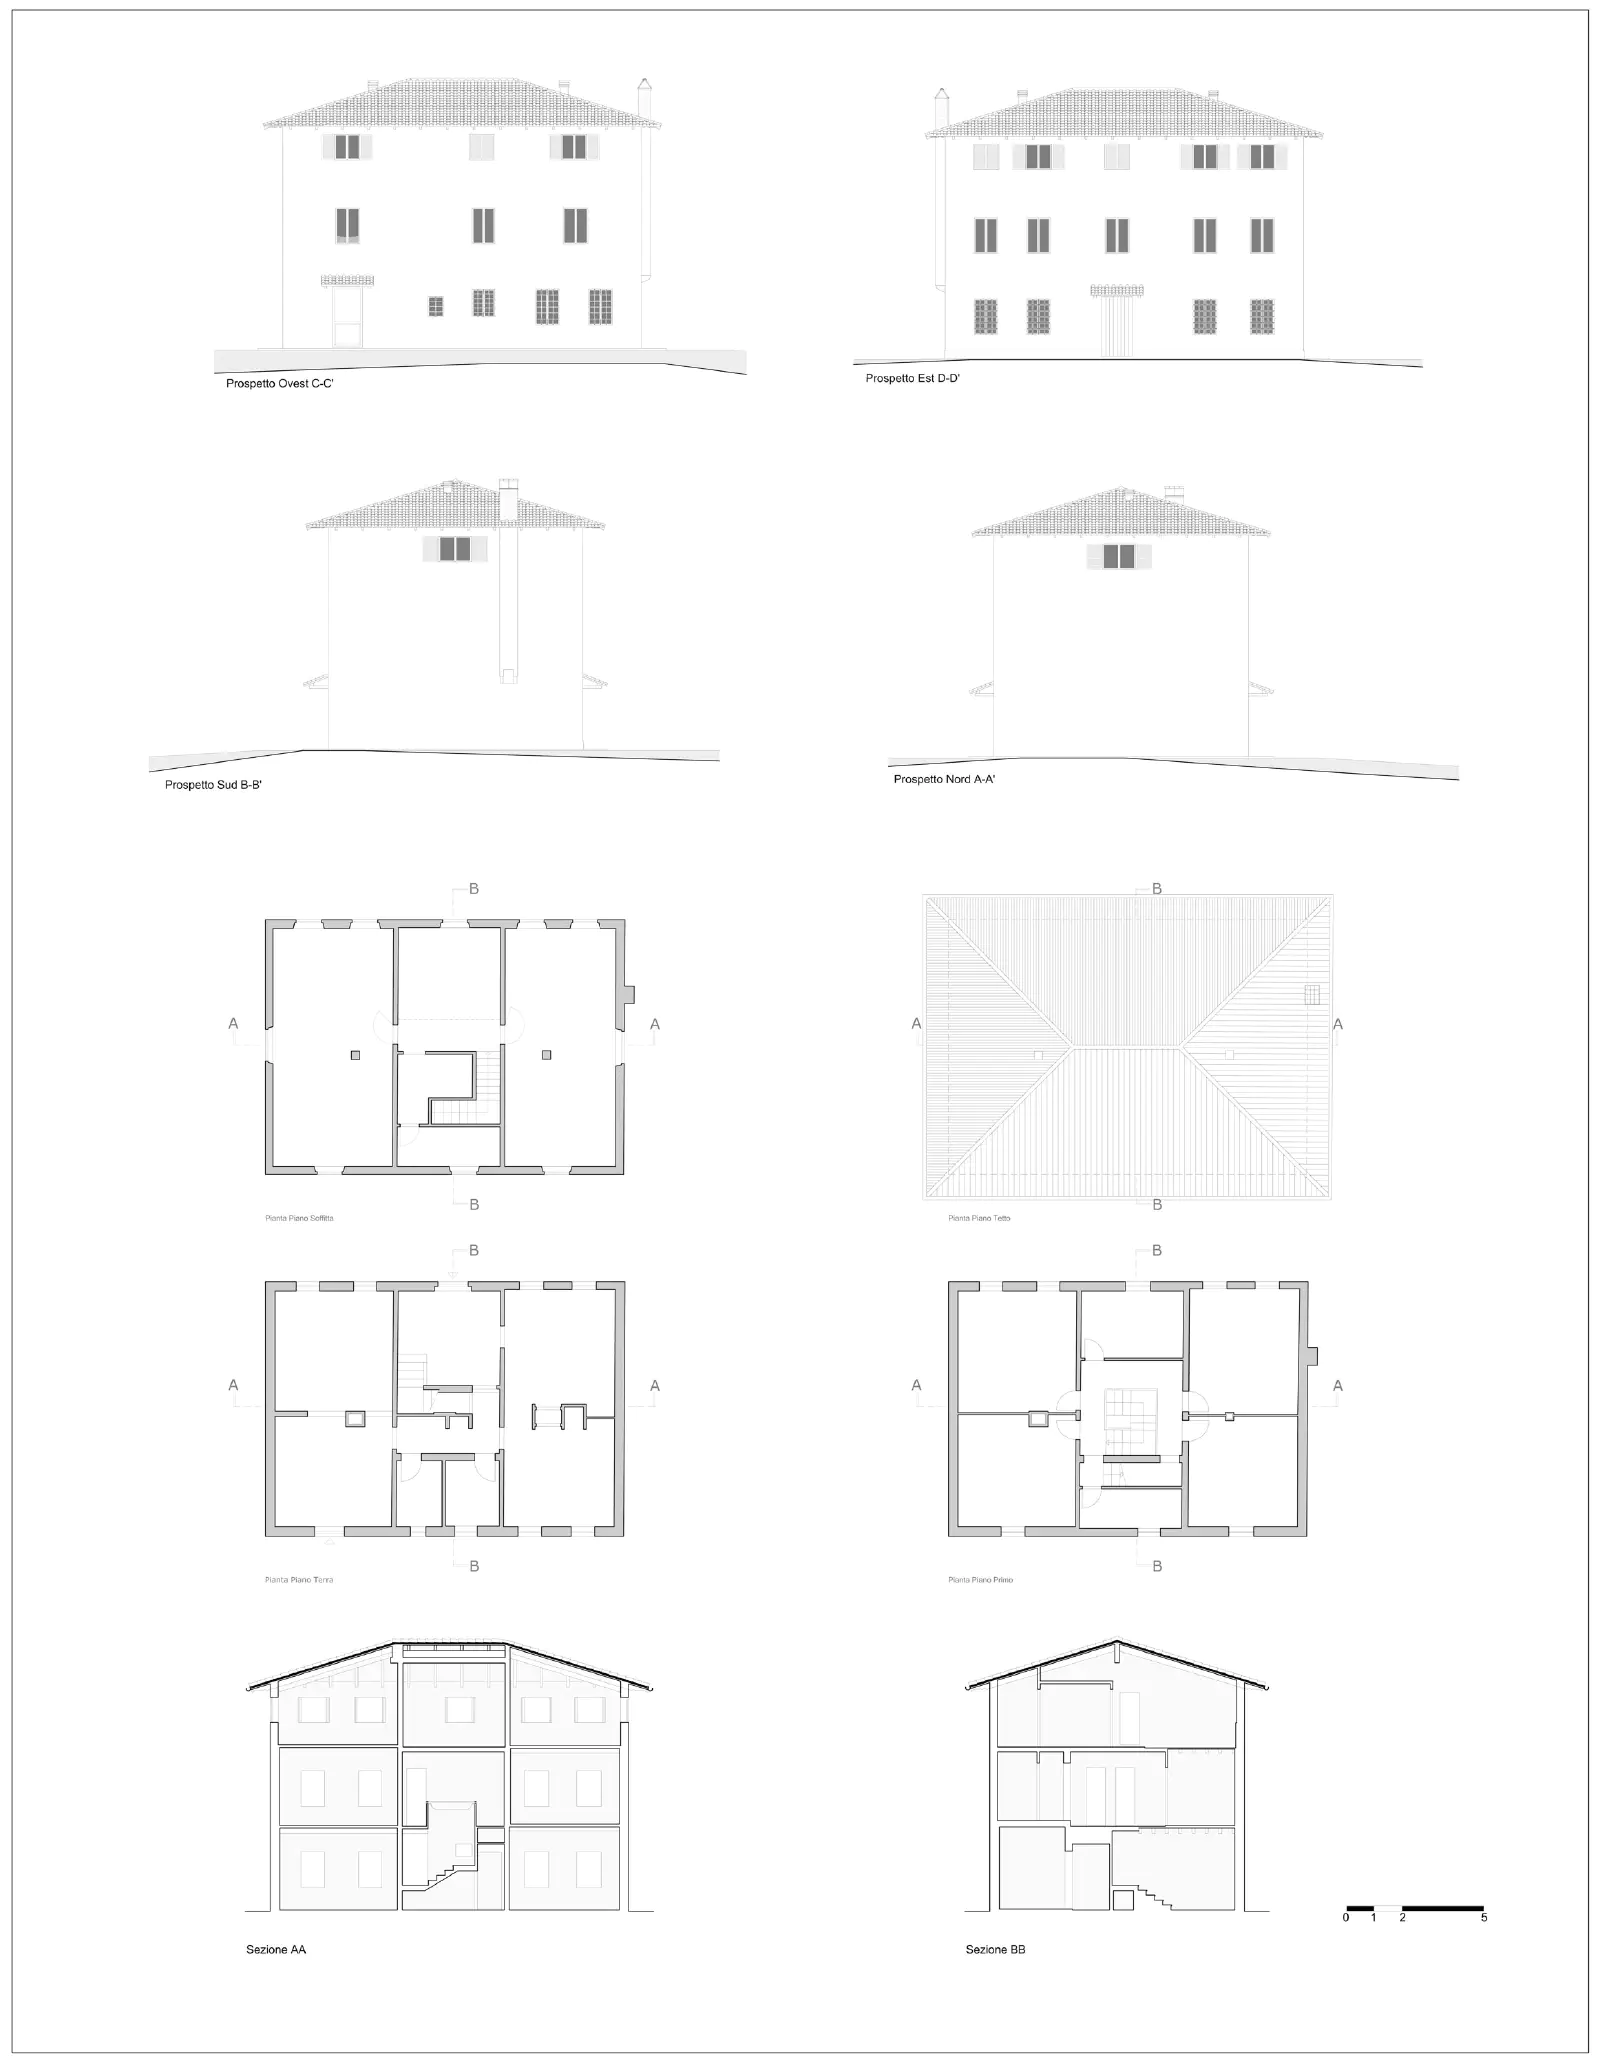 Prospetto Ovest C-C'
Prospetto Est D-D'
Prospetto Sud B-B'
Prospetto Nord A-A'
B
B
A
A
A
A
B
B
Pianta Piano Soffitta
Pianta Piano Tetto
B
B
A
A
A
A
B
B
Pianta Piano Terra
Pianta Piano Primo
0 1 2 5
Sezione AA
Sezione BB